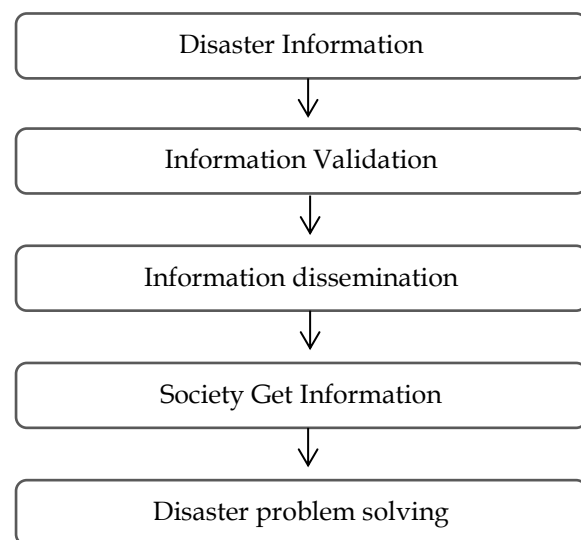 Disaster Information
Information Validation
Information dissemination
Society Get Information
Disaster problem solving